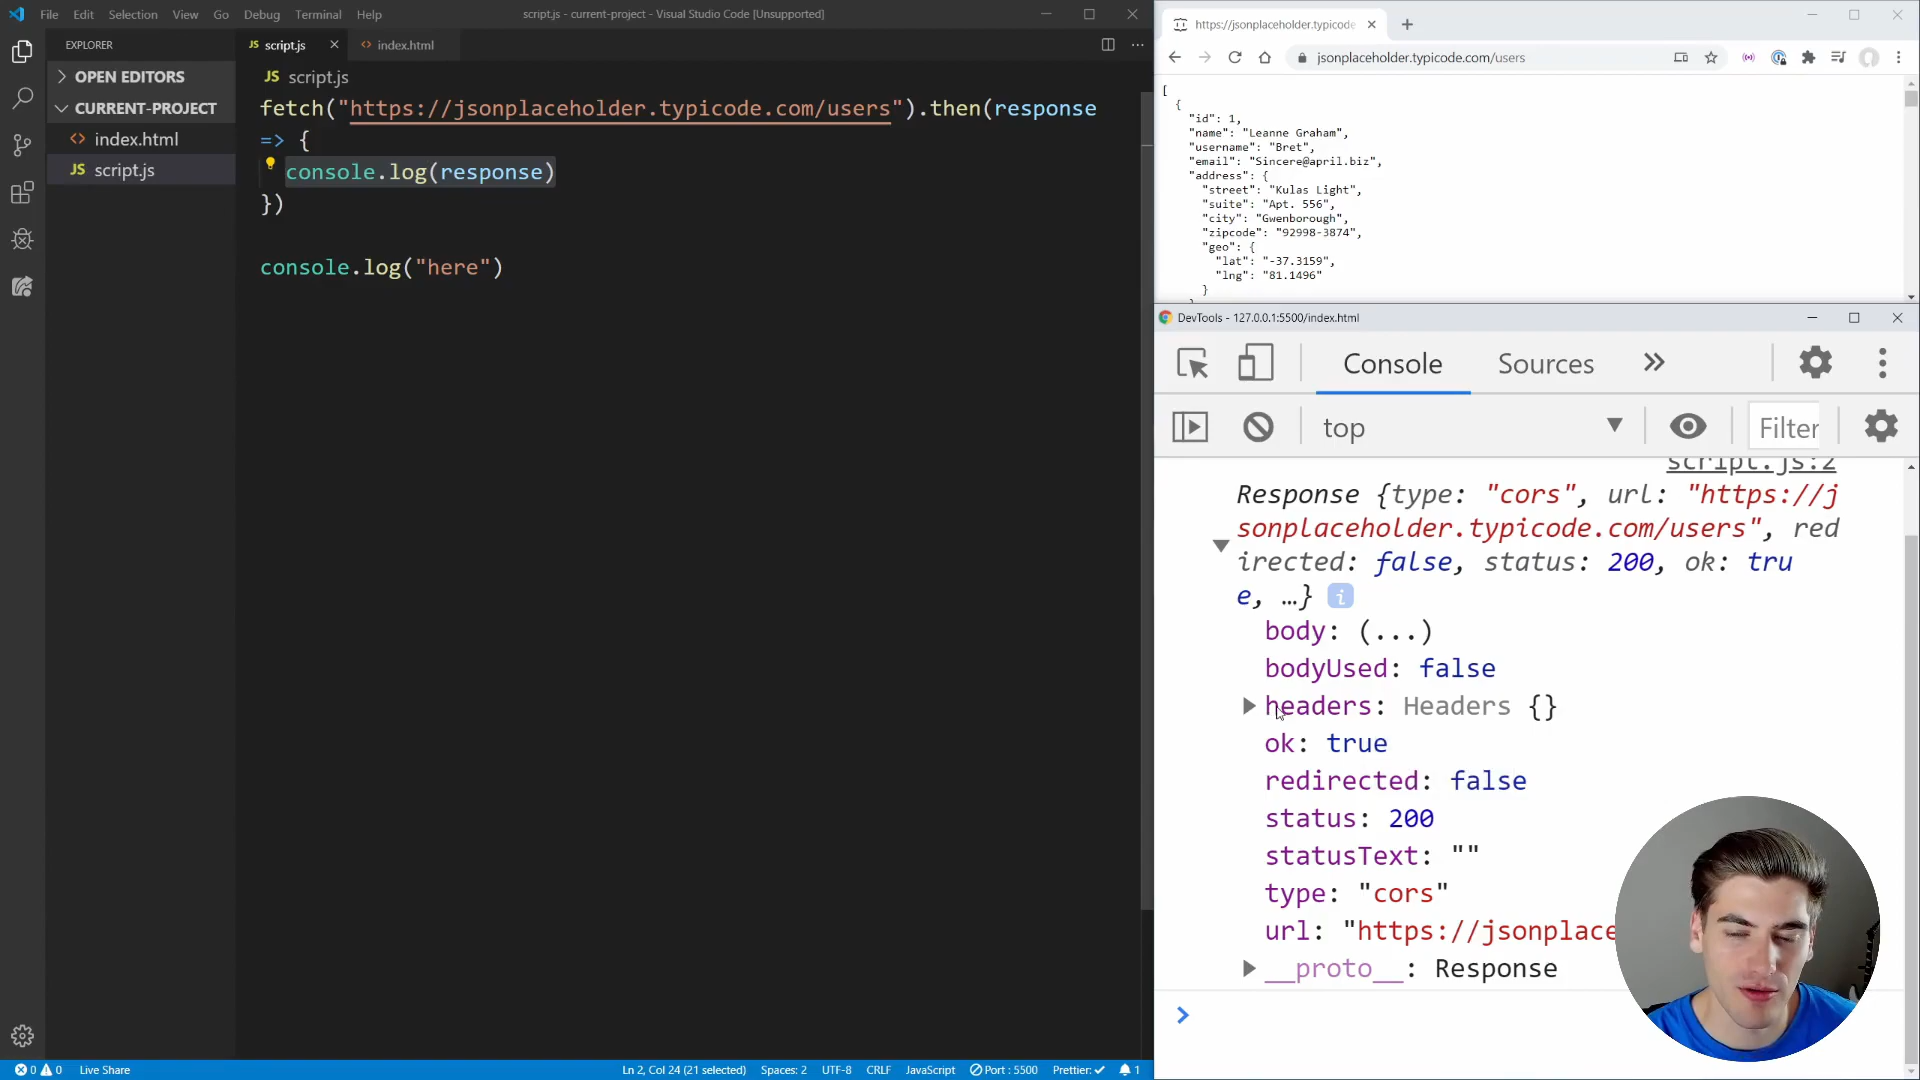 File Edit Selection View Go Debug Terminal Help
script.js - current-project - Visual Studio Code [Unsupported]
EXPLORER
OPEN EDITORS
CURRENT-PROJECT
index.html
JS script.js
JS script.js
index.html
JS script.js
fetch("https://jsonplaceholder.typicode.com/users").then(response
=> {
console.log(response)
})
console.log("here")
0 0 Live Share
Ln 2, Col 24 (21 selected) Spaces: 2 UTF-8 CRLF JavaScript Port : 5500 Prettier: 1
https://jsonplaceholder.typicode
jsonplaceholder.typicode.com/users
[
{
"id": 1,
"name": "Leanne Graham",
"username": "Bret",
"email": "Sincere@april.biz",
"address": {
"street": "Kulas Light",
"suite": "Apt. 556",
"city": "Gwenborough",
"zipcode": "92998-3874",
"geo": {
"lat": "-37.3159",
"lng": "81.1496"
}
DevTools - 127.0.0.1:5500/index.html
Console Sources
top Filter
script.js:2
Response {type: "cors", url: "https://j
sonplaceholder.typicode.com/users", red
irected: false, status: 200, ok: tru
e, …} i
body: (...)
bodyUsed: false
headers: Headers {}
ok: true
redirected: false
status: 200
statusText: ""
type: "cors"
url: "https://jsonplace
__proto__: Response